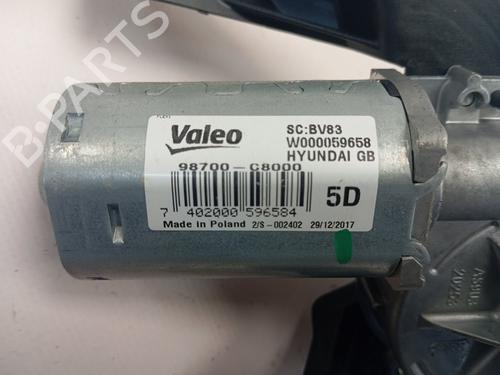 B-PARTS
Valeo
SC:BV83
W000059658
HYUNDAI GB
98700-C8000
5D
7 402000 596584
Made in Poland 2/S-002402 29/12/2017